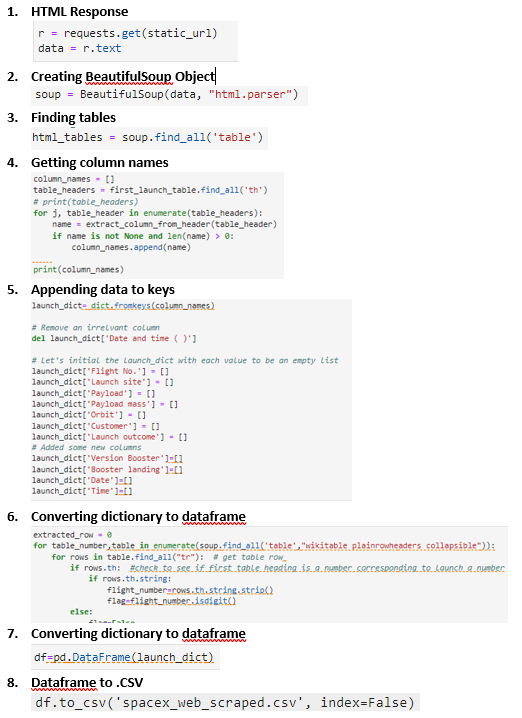 1. HTML Response
r = requests.get(static_url)
data = r.text
2. Creating BeautifulSoup Object
soup = BeautifulSoup(data, "html.parser")
3. Finding tables
html_tables = soup.find_all('table')
4. Getting column names
column_names = []
table_headers = first_launch_table.find_all('th')
# print(table_headers)
for j, table_header in enumerate(table_headers):
name = extract_column_from_header(table_header)
if name is not None and len(name) > 0:
column_names.append(name)
print(column_names)
5. Appending data to keys
launch_dict= dict.fromkeys(column_names)
# Remove an irrelvant column
del launch_dict['Date and time ( )']
# Let's initial the launch_dict with each value to be an empty list
launch_dict['Flight No.'] = []
launch_dict['Launch site'] = []
launch_dict['Payload'] = []
launch_dict['Payload mass'] = []
launch_dict['Orbit'] = []
launch_dict['Customer'] = []
launch_dict['Launch outcome'] = []
# Added some new columns
launch_dict['Version Booster']=[]
launch_dict['Booster landing']=[]
launch_dict['Date']=[]
launch_dict['Time']=[]
6. Converting dictionary to dataframe
extracted_row = 0
for table_number,table in enumerate(soup.find_all('table',"wikitable plainrowheaders collapsible")):
for rows in table.find_all("tr"): # get table row
if rows.th: #check to see if first table heading is a number corresponding to launch a number
if rows.th.string:
flight_number=rows.th.string.strip()
flag=flight_number.isdigit()
else:
flag=False
7. Converting dictionary to dataframe
df=pd.DataFrame(launch_dict)
8. Dataframe to .CSV
df.to_csv('spacex_web_scraped.csv', index=False)